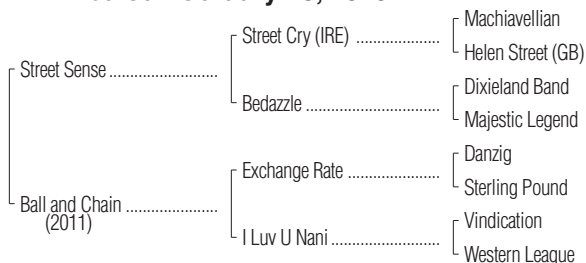 Machiavellian
Street Cry (IRE) .....................
Helen Street (GB)
Street Sense ...........................
Dixieland Band
Bedazzle ...................................
Majestic Legend
Danzig
Exchange Rate ..........................
Sterling Pound
Ball and Chain ........................
(2011)
Vindication
I Luv U Nani ..............................
Western League